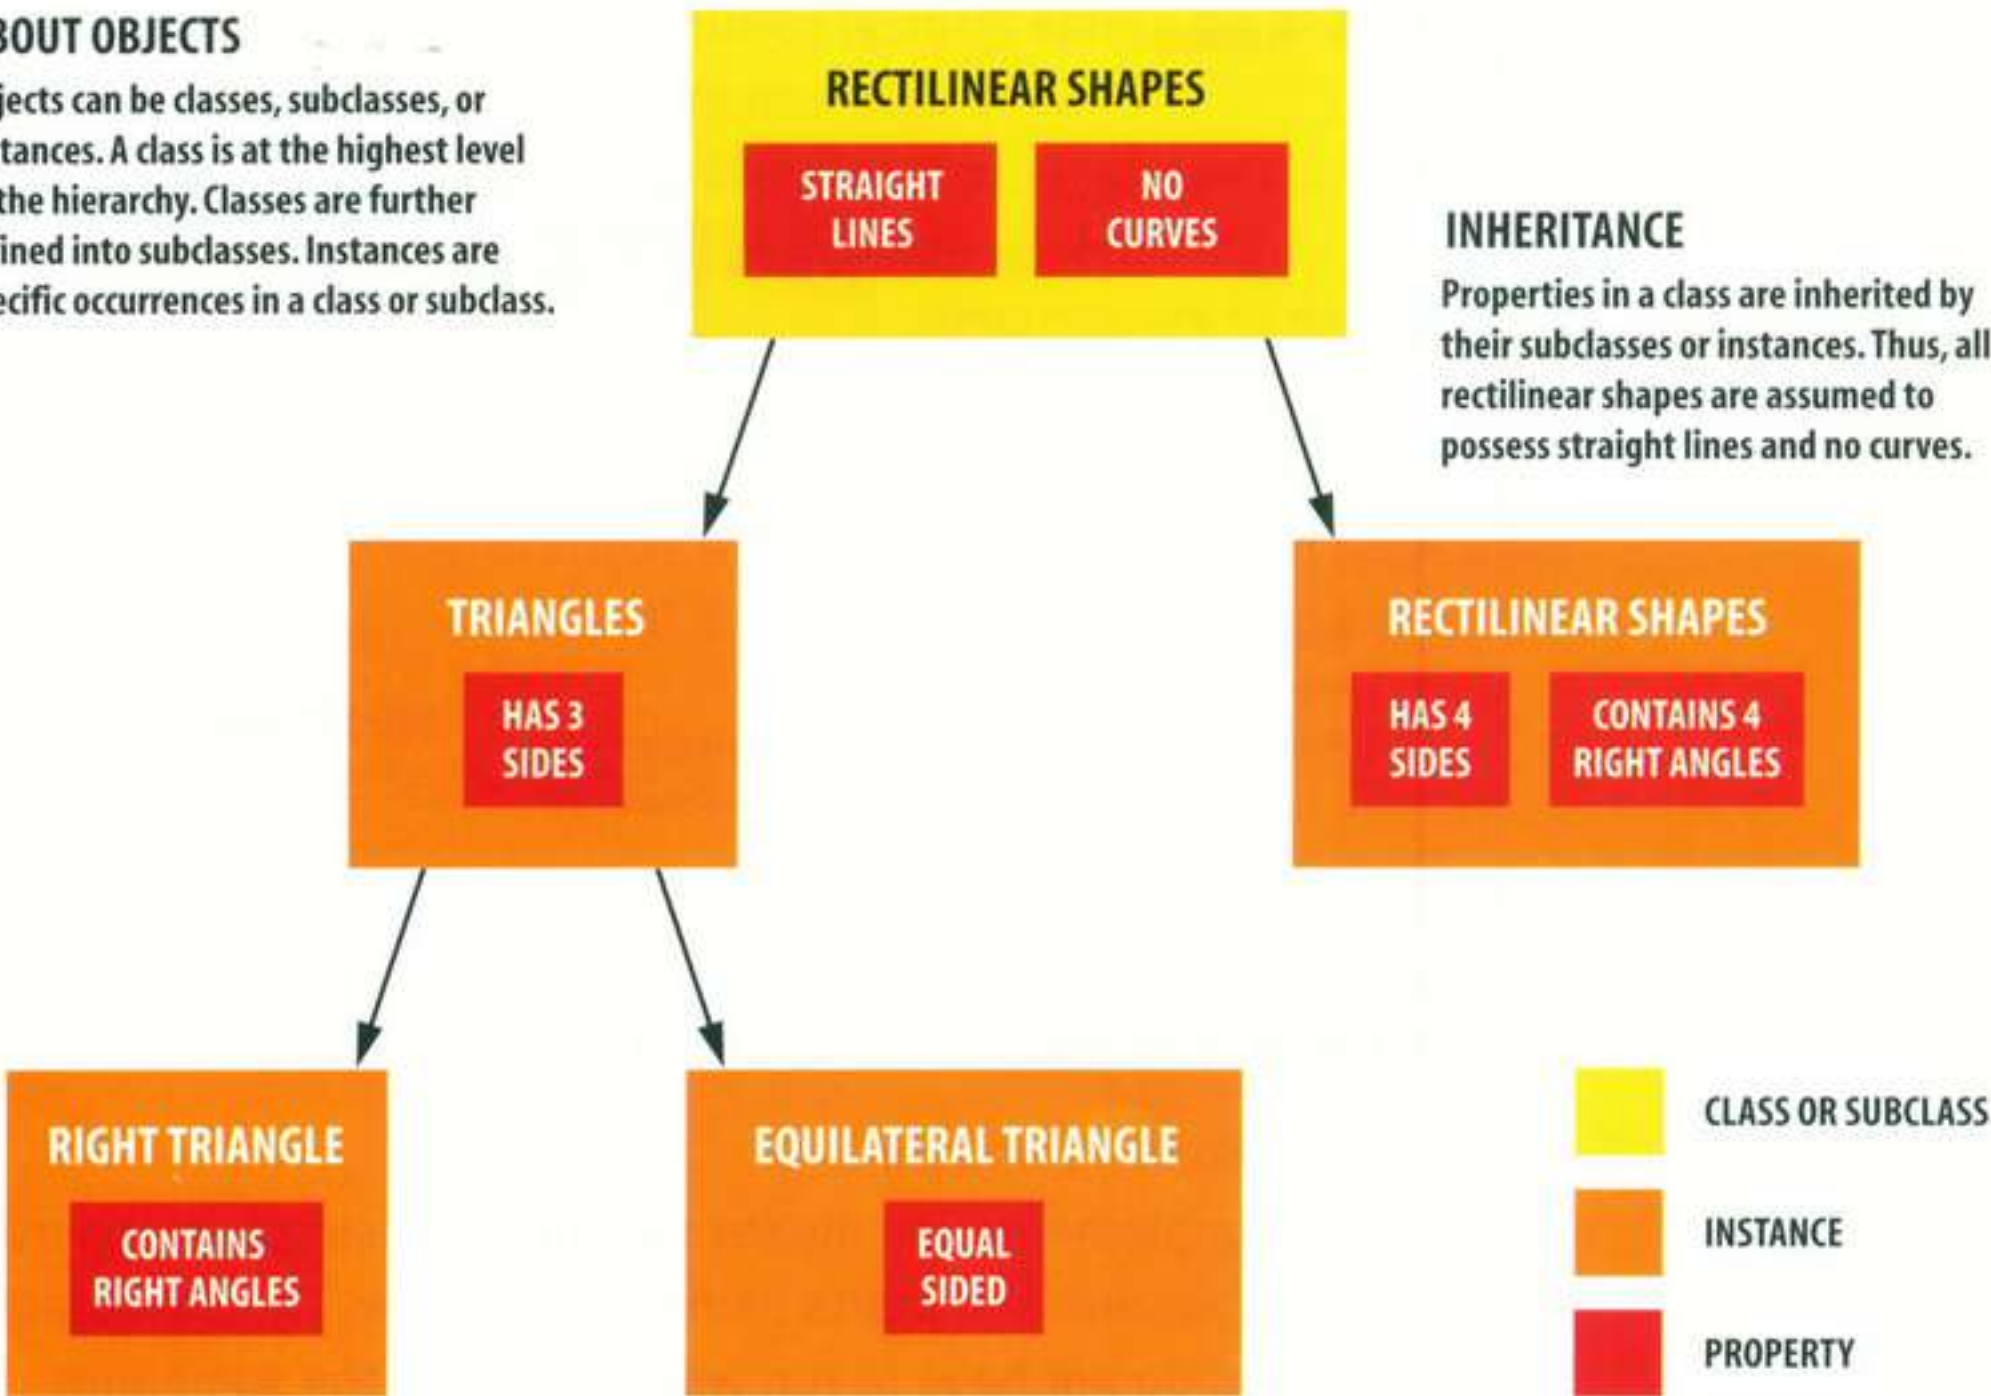 BOUT OBJECTS
jects can be classes, subclasses, or
tances. A class is at the highest level
the hierarchy. Classes are further
ined into subclasses. Instances are
ecific occurrences in a class or subclass.
RECTILINEAR SHAPES
STRAIGHT
LINES
NO
CURVES
INHERITANCE
Properties in a class are inherited by
their subclasses or instances. Thus, all
rectilinear shapes are assumed to
possess straight lines and no curves.
TRIANGLES
HAS 3
SIDES
RECTILINEAR SHAPES
HAS 4
SIDES
CONTAINS 4
RIGHT ANGLES
RIGHT TRIANGLE
CONTAINS
RIGHT ANGLES
EQUILATERAL TRIANGLE
EQUAL
SIDED
CLASS OR SUBCLASS
INSTANCE
PROPERTY